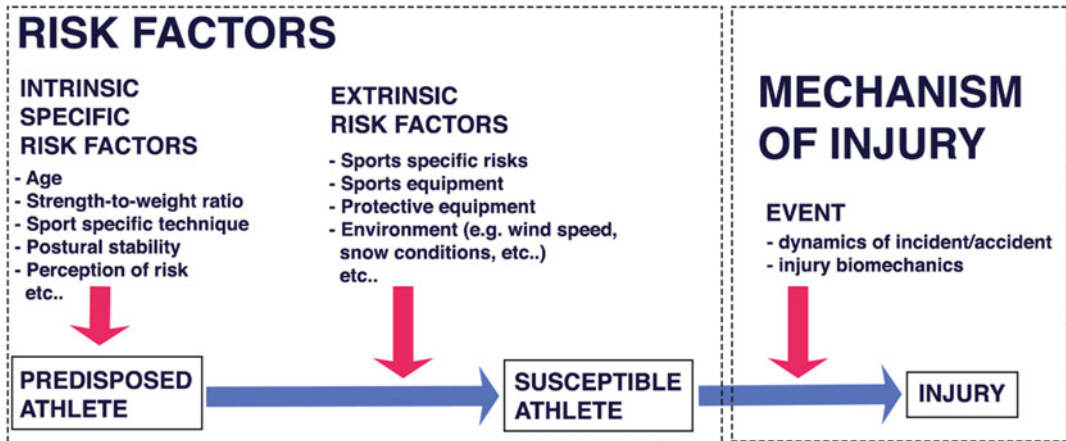 RISK FACTORS
INTRINSIC
SPECIFIC
RISK FACTORS
- Age
- Strength-to-weight ratio
- Sport specific technique
- Postural stability
- Perception of risk
etc..
EXTRINSIC
RISK FACTORS
- Sports specific risks
- Sports equipment
- Protective equipment
- Environment (e.g. wind speed,
snow conditions, etc..)
etc..
MECHANISM
OF INJURY
EVENT
- dynamics of incident/accident
- injury biomechanics
PREDISPOSED
ATHLETE
SUSCEPTIBLE
ATHLETE
INJURY